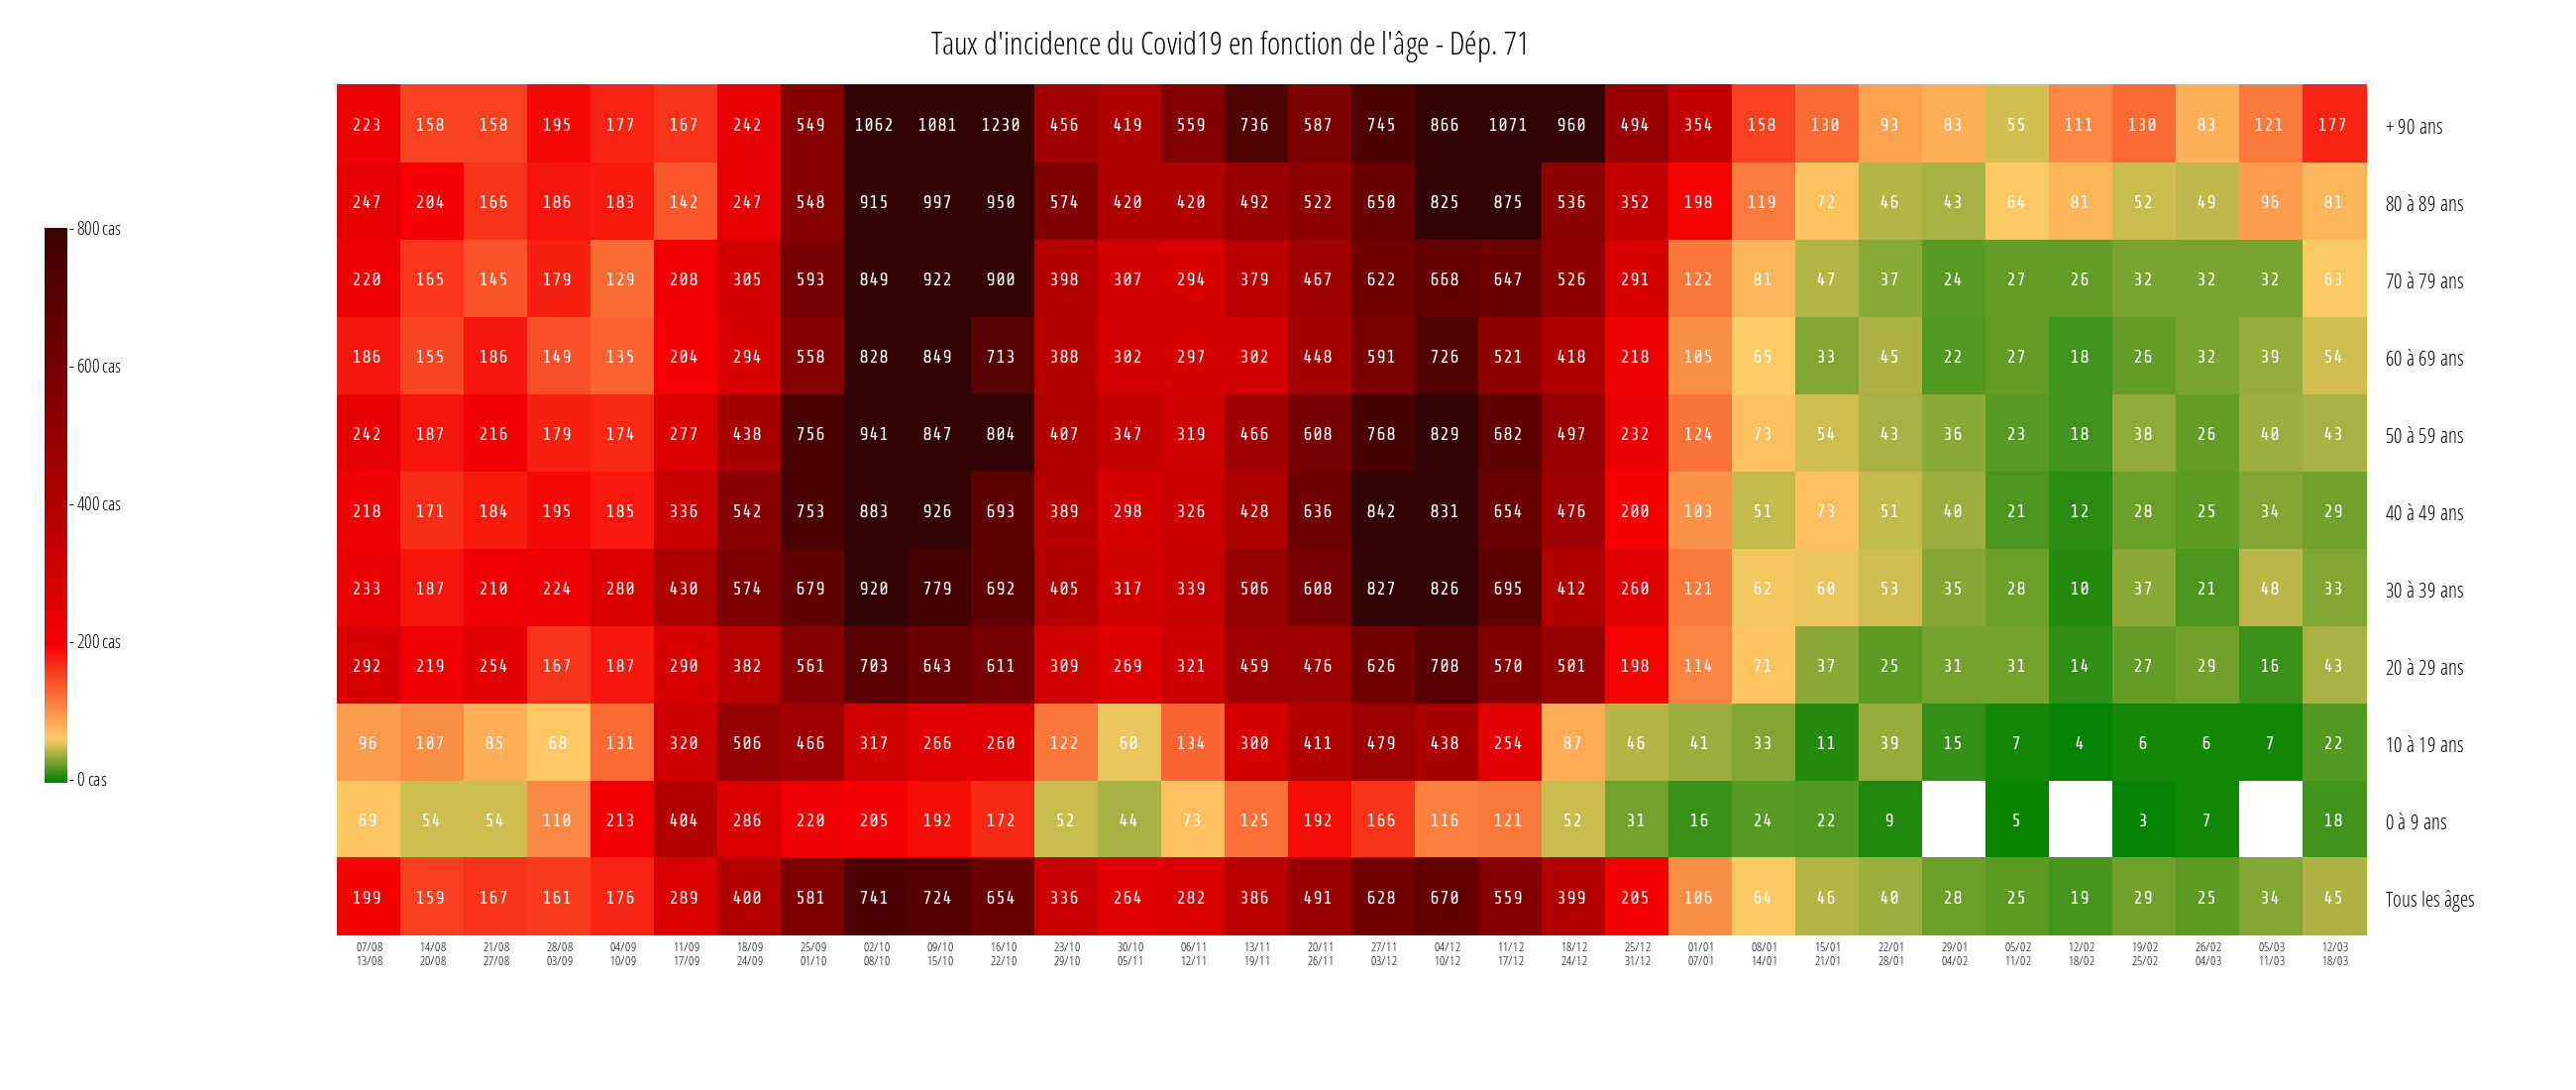 Taux d'incidence du Covid19 en fonction de l'âge - Dép. 71
- 800 cas
- 600 cas
- 400 cas
- 200 cas
- 0 cas
223 158 158 195 177 167 242 549 1062 1081 1230 456 419 559 736 587 745 866 1071 960 494 354 158 130 93 83 55 111 130 83 121 177 + 90 ans
247 204 166 186 183 142 247 548 915 997 950 574 420 420 492 522 650 825 875 536 352 198 119 72 46 43 64 81 52 49 96 81 80 à 89 ans
220 165 145 179 129 208 305 593 849 922 900 398 307 294 379 467 622 668 647 526 291 122 81 47 37 24 27 26 32 32 32 63 70 à 79 ans
186 155 186 149 135 204 294 558 828 849 713 388 302 297 302 448 591 726 521 418 218 105 65 33 45 22 27 18 26 32 39 54 60 à 69 ans
242 187 216 179 174 277 438 756 941 847 804 407 347 319 466 608 768 829 682 497 232 124 73 54 43 36 23 18 38 26 40 43 50 à 59 ans
218 171 184 195 185 336 542 753 883 926 693 389 298 326 428 636 842 831 654 476 200 103 51 73 51 40 21 12 28 25 34 29 40 à 49 ans
233 187 210 224 280 430 574 679 920 779 692 405 317 339 506 608 827 826 695 412 260 121 62 60 53 35 28 10 37 21 48 33 30 à 39 ans
292 219 254 167 187 290 382 561 703 643 611 309 269 321 459 476 626 708 570 501 198 114 71 37 25 31 31 14 27 29 16 43 20 à 29 ans
96 107 85 68 131 320 506 466 317 266 260 122 60 134 300 411 479 438 254 87 46 41 33 11 39 15 7 4 6 6 7 22 10 à 19 ans
69 54 54 110 213 404 286 220 205 192 172 52 44 73 125 192 166 116 121 52 31 16 24 22 9 5 3 7 18 0 à 9 ans
199 159 167 161 176 289 400 581 741 724 654 336 264 282 386 491 628 670 559 399 205 106 64 46 40 28 25 19 29 25 34 45 Tous les âges
07/08 14/08 21/08 28/08 04/09 11/09 18/09 25/09 02/10 09/10 16/10 23/10 30/10 06/11 13/11 20/11 27/11 04/12 11/12 18/12 25/12 01/01 08/01 15/01 22/01 29/01 05/02 12/02 19/02 26/02 05/03 12/03
13/08 20/08 27/08 03/09 10/09 17/09 24/09 01/10 08/10 15/10 22/10 29/10 05/11 12/11 19/11 26/11 03/12 10/12 17/12 24/12 31/12 07/01 14/01 21/01 28/01 04/02 11/02 18/02 25/02 04/03 11/03 18/03